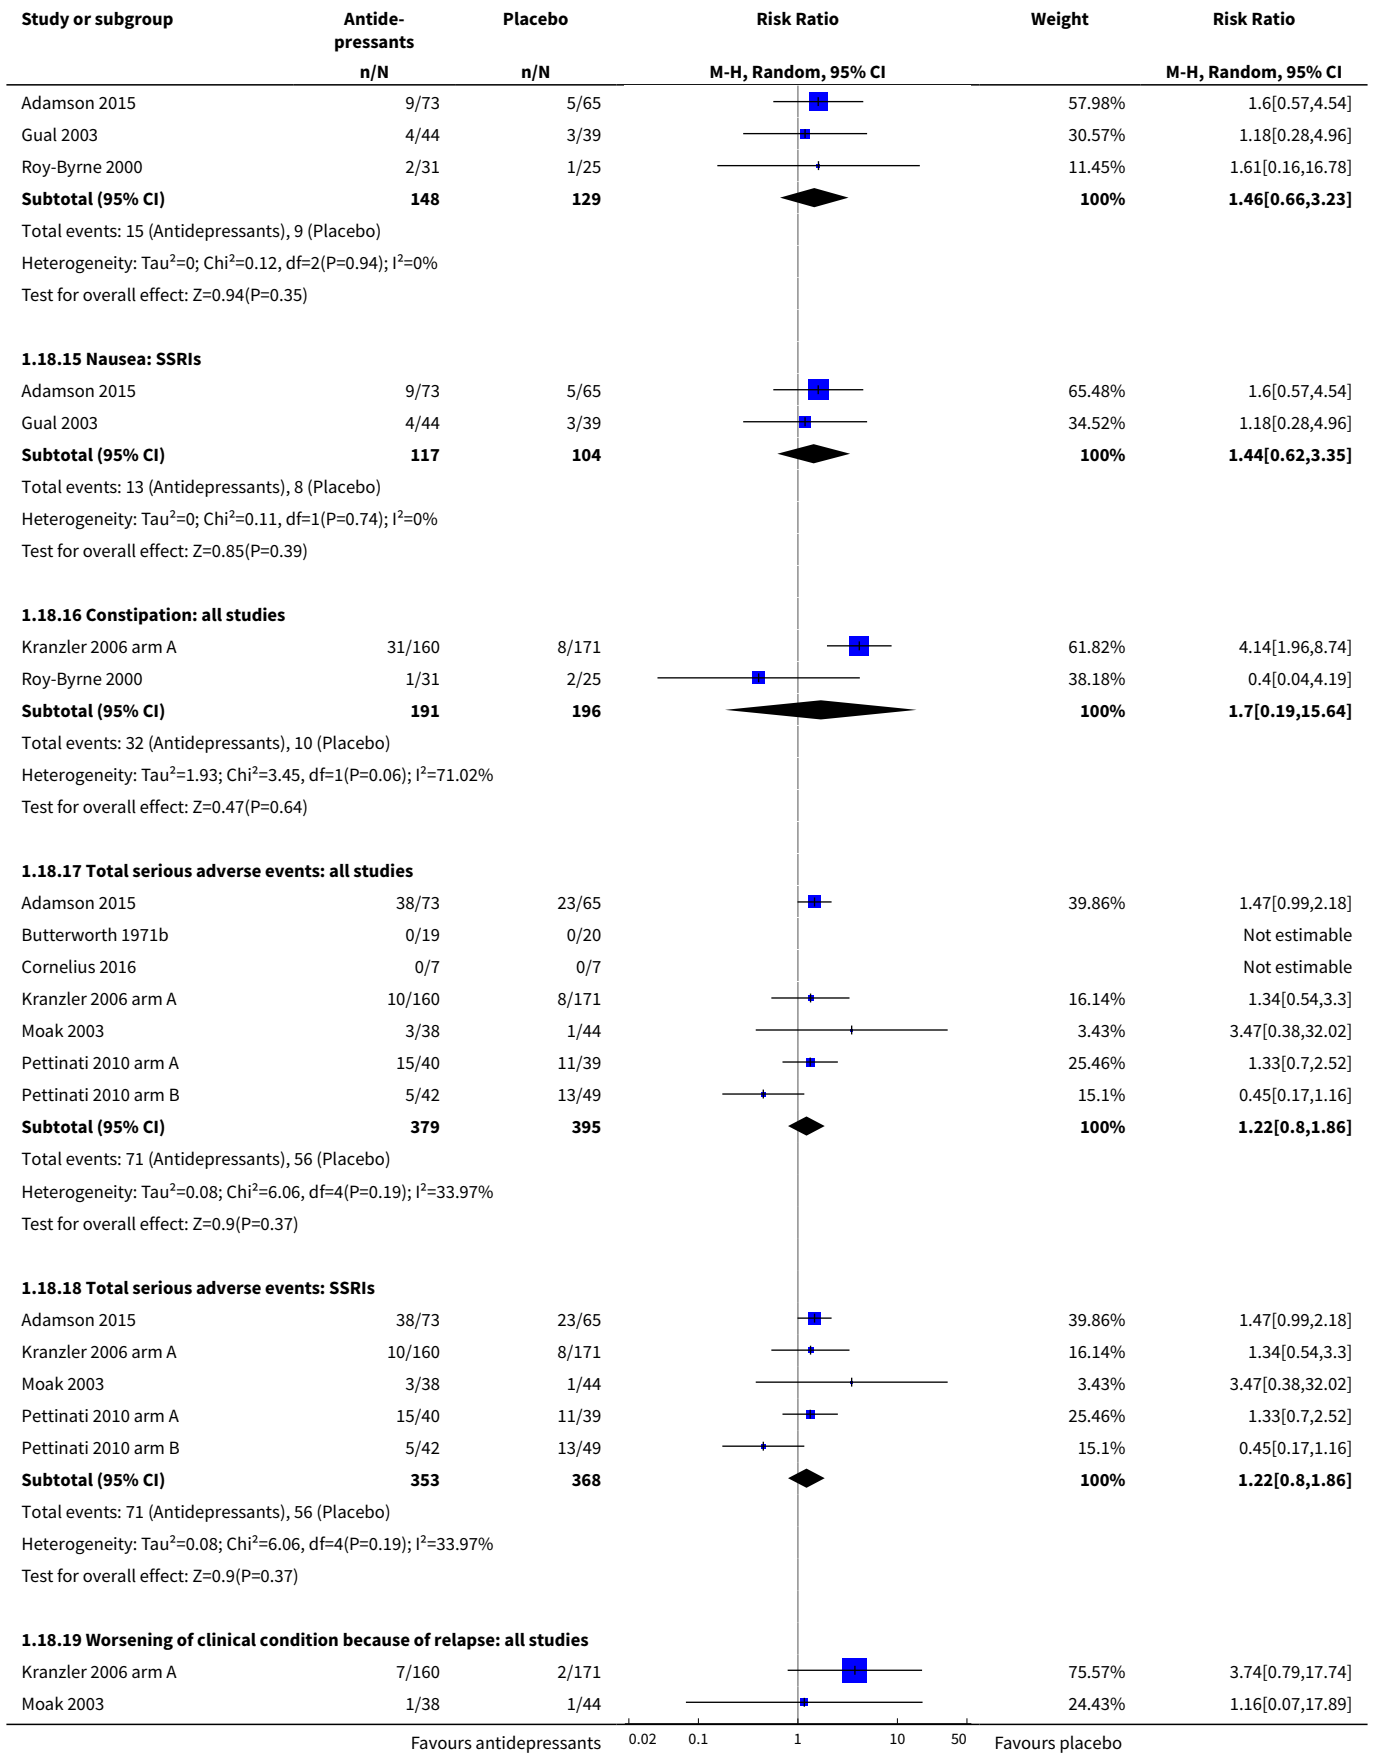 Study or subgroup Antide- Placebo Risk Ratio Weight Risk Ratio
pressants
n/N n/N M-H, Random, 95% CI M-H, Random, 95% CI
Adamson 2015 9/73 5/65 57.98% 1.6[0.57,4.54]
Gual 2003 4/44 3/39 30.57% 1.18[0.28,4.96]
Roy-Byrne 2000 2/31 1/25 11.45% 1.61[0.16,16.78]
Subtotal (95% CI) 148 129 100% 1.46[0.66,3.23]
Total events: 15 (Antidepressants), 9 (Placebo)
Heterogeneity: Tau²=0; Chi²=0.12, df=2(P=0.94); I²=0%
Test for overall effect: Z=0.94(P=0.35)
1.18.15 Nausea: SSRIs
Adamson 2015 9/73 5/65 65.48% 1.6[0.57,4.54]
Gual 2003 4/44 3/39 34.52% 1.18[0.28,4.96]
Subtotal (95% CI) 117 104 100% 1.44[0.62,3.35]
Total events: 13 (Antidepressants), 8 (Placebo)
Heterogeneity: Tau²=0; Chi²=0.11, df=1(P=0.74); I²=0%
Test for overall effect: Z=0.85(P=0.39)
1.18.16 Constipation: all studies
Kranzler 2006 arm A 31/160 8/171 61.82% 4.14[1.96,8.74]
Roy-Byrne 2000 1/31 2/25 38.18% 0.4[0.04,4.19]
Subtotal (95% CI) 191 196 100% 1.7[0.19,15.64]
Total events: 32 (Antidepressants), 10 (Placebo)
Heterogeneity: Tau²=1.93; Chi²=3.45, df=1(P=0.06); I²=71.02%
Test for overall effect: Z=0.47(P=0.64)
1.18.17 Total serious adverse events: all studies
Adamson 2015 38/73 23/65 39.86% 1.47[0.99,2.18]
Butterworth 1971b 0/19 0/20 Not estimable
Cornelius 2016 0/7 0/7 Not estimable
Kranzler 2006 arm A 10/160 8/171 16.14% 1.34[0.54,3.3]
Moak 2003 3/38 1/44 3.43% 3.47[0.38,32.02]
Pettinati 2010 arm A 15/40 11/39 25.46% 1.33[0.7,2.52]
Pettinati 2010 arm B 5/42 13/49 15.1% 0.45[0.17,1.16]
Subtotal (95% CI) 379 395 100% 1.22[0.8,1.86]
Total events: 71 (Antidepressants), 56 (Placebo)
Heterogeneity: Tau²=0.08; Chi²=6.06, df=4(P=0.19); I²=33.97%
Test for overall effect: Z=0.9(P=0.37)
1.18.18 Total serious adverse events: SSRIs
Adamson 2015 38/73 23/65 39.86% 1.47[0.99,2.18]
Kranzler 2006 arm A 10/160 8/171 16.14% 1.34[0.54,3.3]
Moak 2003 3/38 1/44 3.43% 3.47[0.38,32.02]
Pettinati 2010 arm A 15/40 11/39 25.46% 1.33[0.7,2.52]
Pettinati 2010 arm B 5/42 13/49 15.1% 0.45[0.17,1.16]
Subtotal (95% CI) 353 368 100% 1.22[0.8,1.86]
Total events: 71 (Antidepressants), 56 (Placebo)
Heterogeneity: Tau²=0.08; Chi²=6.06, df=4(P=0.19); I²=33.97%
Test for overall effect: Z=0.9(P=0.37)
1.18.19 Worsening of clinical condition because of relapse: all studies
Kranzler 2006 arm A 7/160 2/171 75.57% 3.74[0.79,17.74]
Moak 2003 1/38 1/44 24.43% 1.16[0.07,17.89]
Favours antidepressants 0.02 0.1 1 10 50 Favours placebo